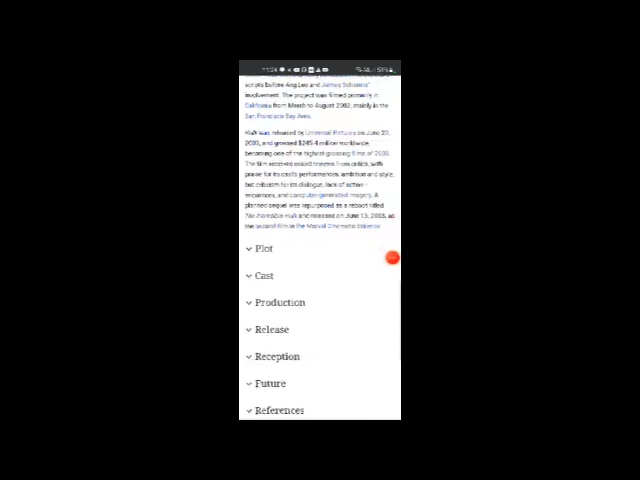 11:24
scripts before Ang Lee and James Schamus'
involvement. The project was filmed primarily in
California from March to August 2002, mainly in the
San Francisco Bay Area.
Hulk was released by Universal Pictures on June 20,
2003, and grossed $245.4 million worldwide,
becoming one of the highest-grossing films of 2003.
The film received mixed reviews from critics, with
praise for its cast's performances, ambition and style,
but criticism for its dialogue, lack of action
sequences, and computer-generated imagery. A
planned sequel was repurposed as a reboot titled
The Incredible Hulk and released on June 13, 2008, as
the second film in the Marvel Cinematic Universe
Plot
Cast
Production
Release
Reception
Future
References